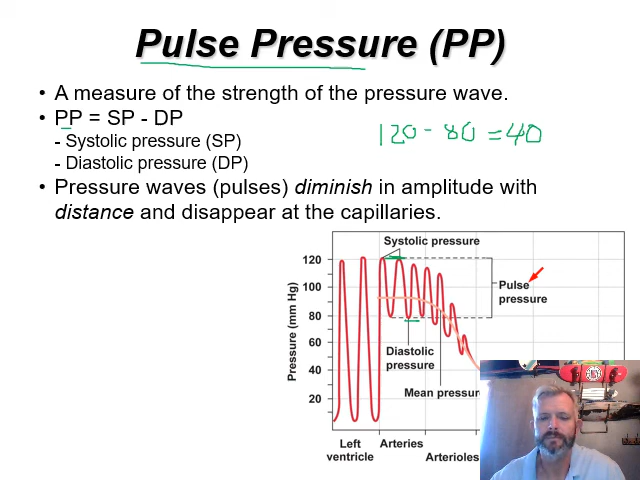 Pulse Pressure (PP)
• A measure of the strength of the pressure wave.
• PP = SP - DP
- Systolic pressure (SP)
- Diastolic pressure (DP)
120 - 80 = 40
• Pressure waves (pulses) diminish in amplitude with
distance and disappear at the capillaries.
Systolic pressure
120
100
80
60
40
20
Pressure (mm Hg)
Pulse
pressure
Diastolic
pressure
Mean pressu
Left
ventricle
Arteries
Arterioles